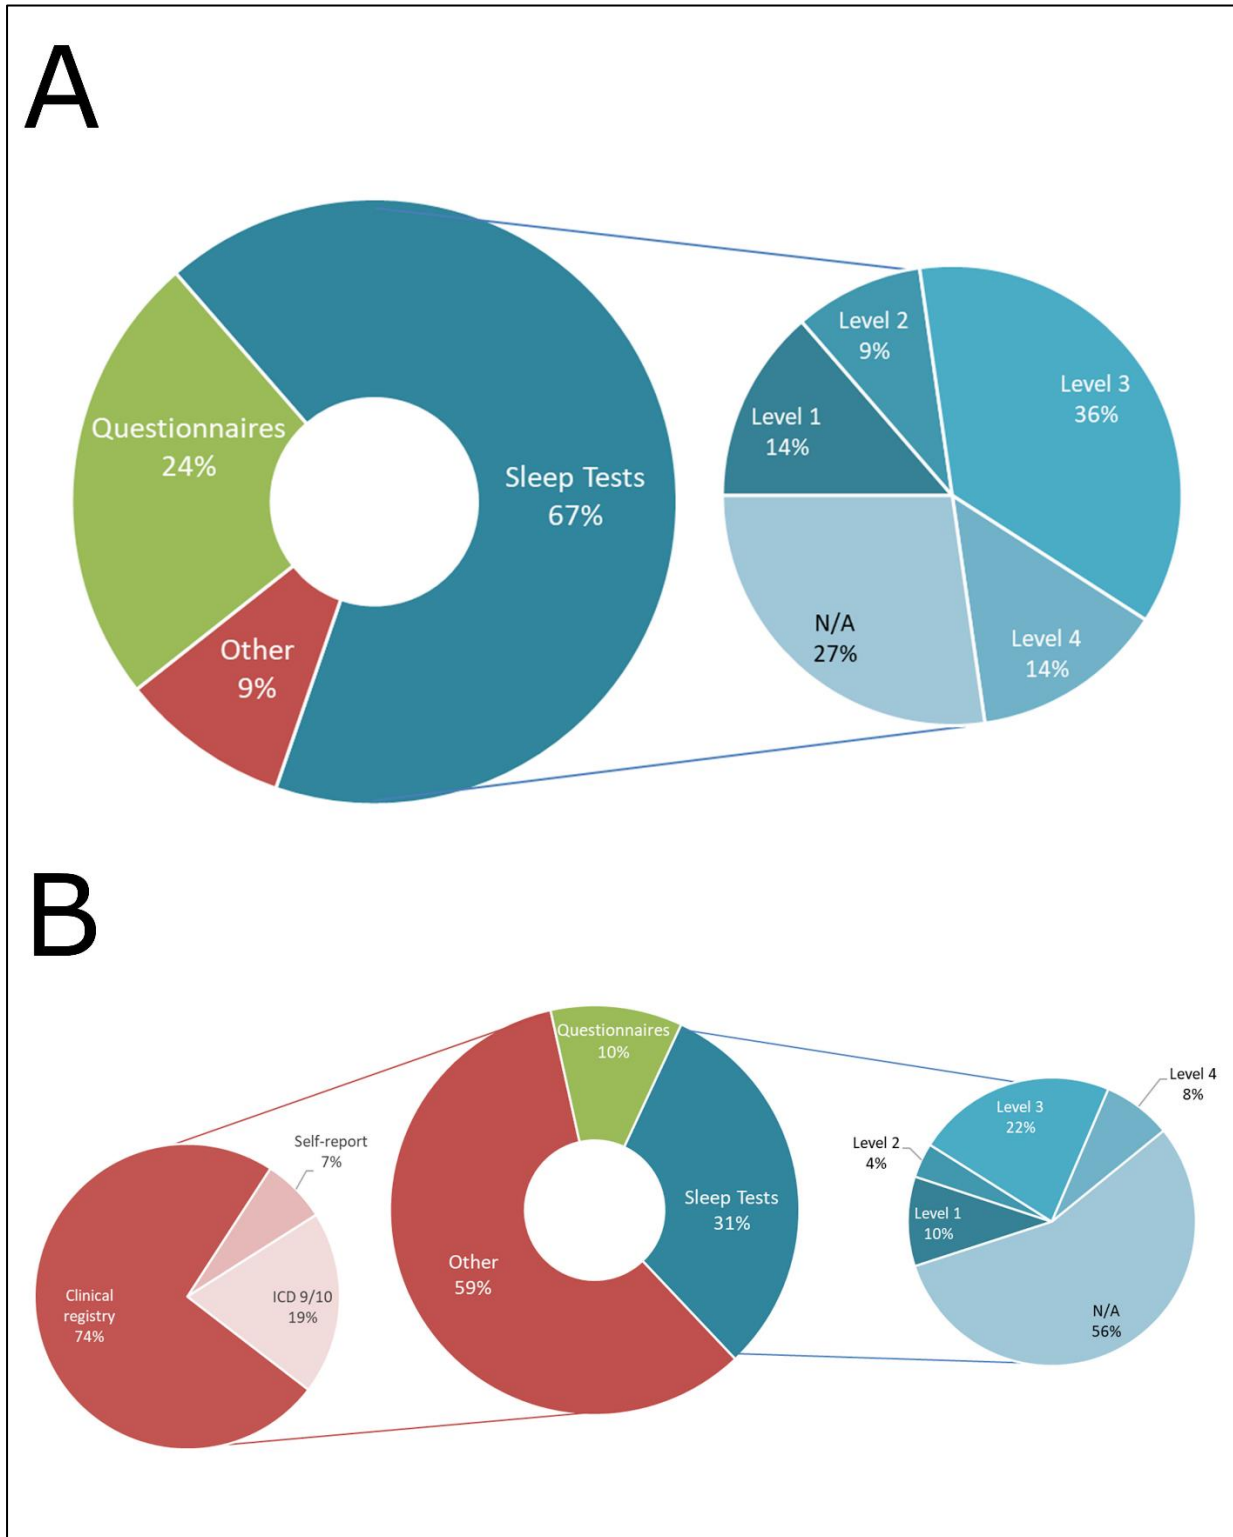 A
Questionnaires
24%
Sleep Tests
67%
Other
9%
Level 2
9%
Level 3
36%
Level 1
14%
N/A
27%
Level 4
14%
B
Self-report
7%
Clinical
registry
74%
ICD 9/10
19%
Questionnaires
10%
Sleep Tests
31%
Other
59%
Level 4
8%
Level 3
22%
Level 2
4%
Level 1
10%
N/A
56%